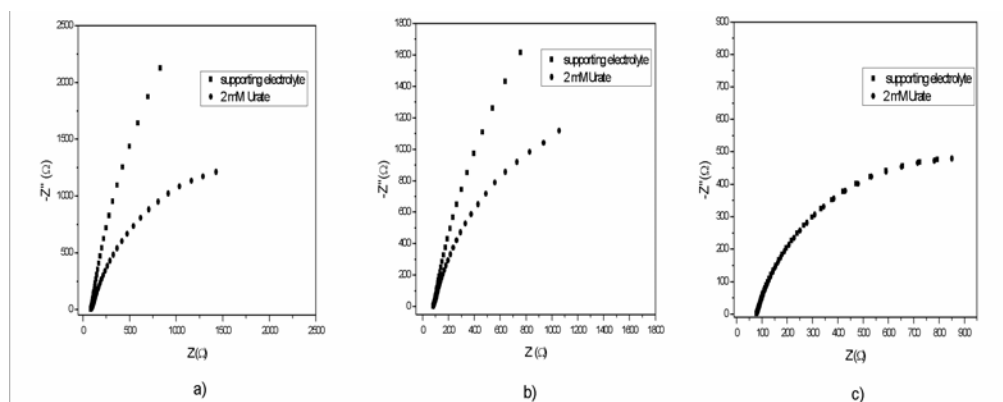 2500
2000
1500
1000
500
0
0 500 1000 1500 2000 2500
-Z''(Ω)
Z(Ω)
supporting electrolyte
2 mM Urate
a)
1800
1600
1400
1200
1000
800
600
400
200
0
0 200 400 600 800 1000 1200 1400 1600 1800
-Z''(Ω)
Z(Ω)
supporting electrolyte
2 mM Urate
b)
900
800
700
600
500
400
300
200
100
0
0 100 200 300 400 500 600 700 800 900
-Z''(Ω)
Z(Ω)
supporting electrolyte
2 mM Urate
c)